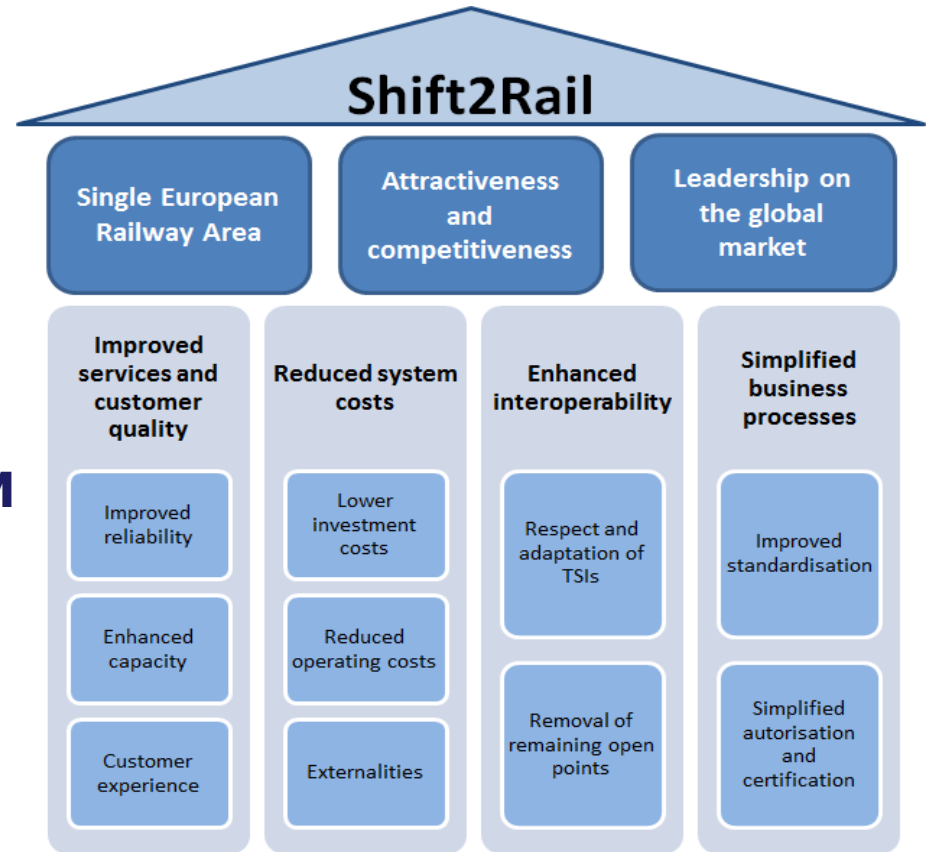 Shift2Rail
Single European
Railway Area
Attractiveness
and
competitiveness
Leadership on
the global
market
Improved
services and
customer
quality
Improved
reliability
Enhanced
capacity
Customer
experience
Reduced system
costs
Lower
investment
costs
Reduced
operating costs
Externalities
Enhanced
interoperability
Respect and
adaptation of
TSIs
Removal of
remaining open
points
Simplified
business
processes
Improved
standardisation
Simplified
autorisation
and
certification
M